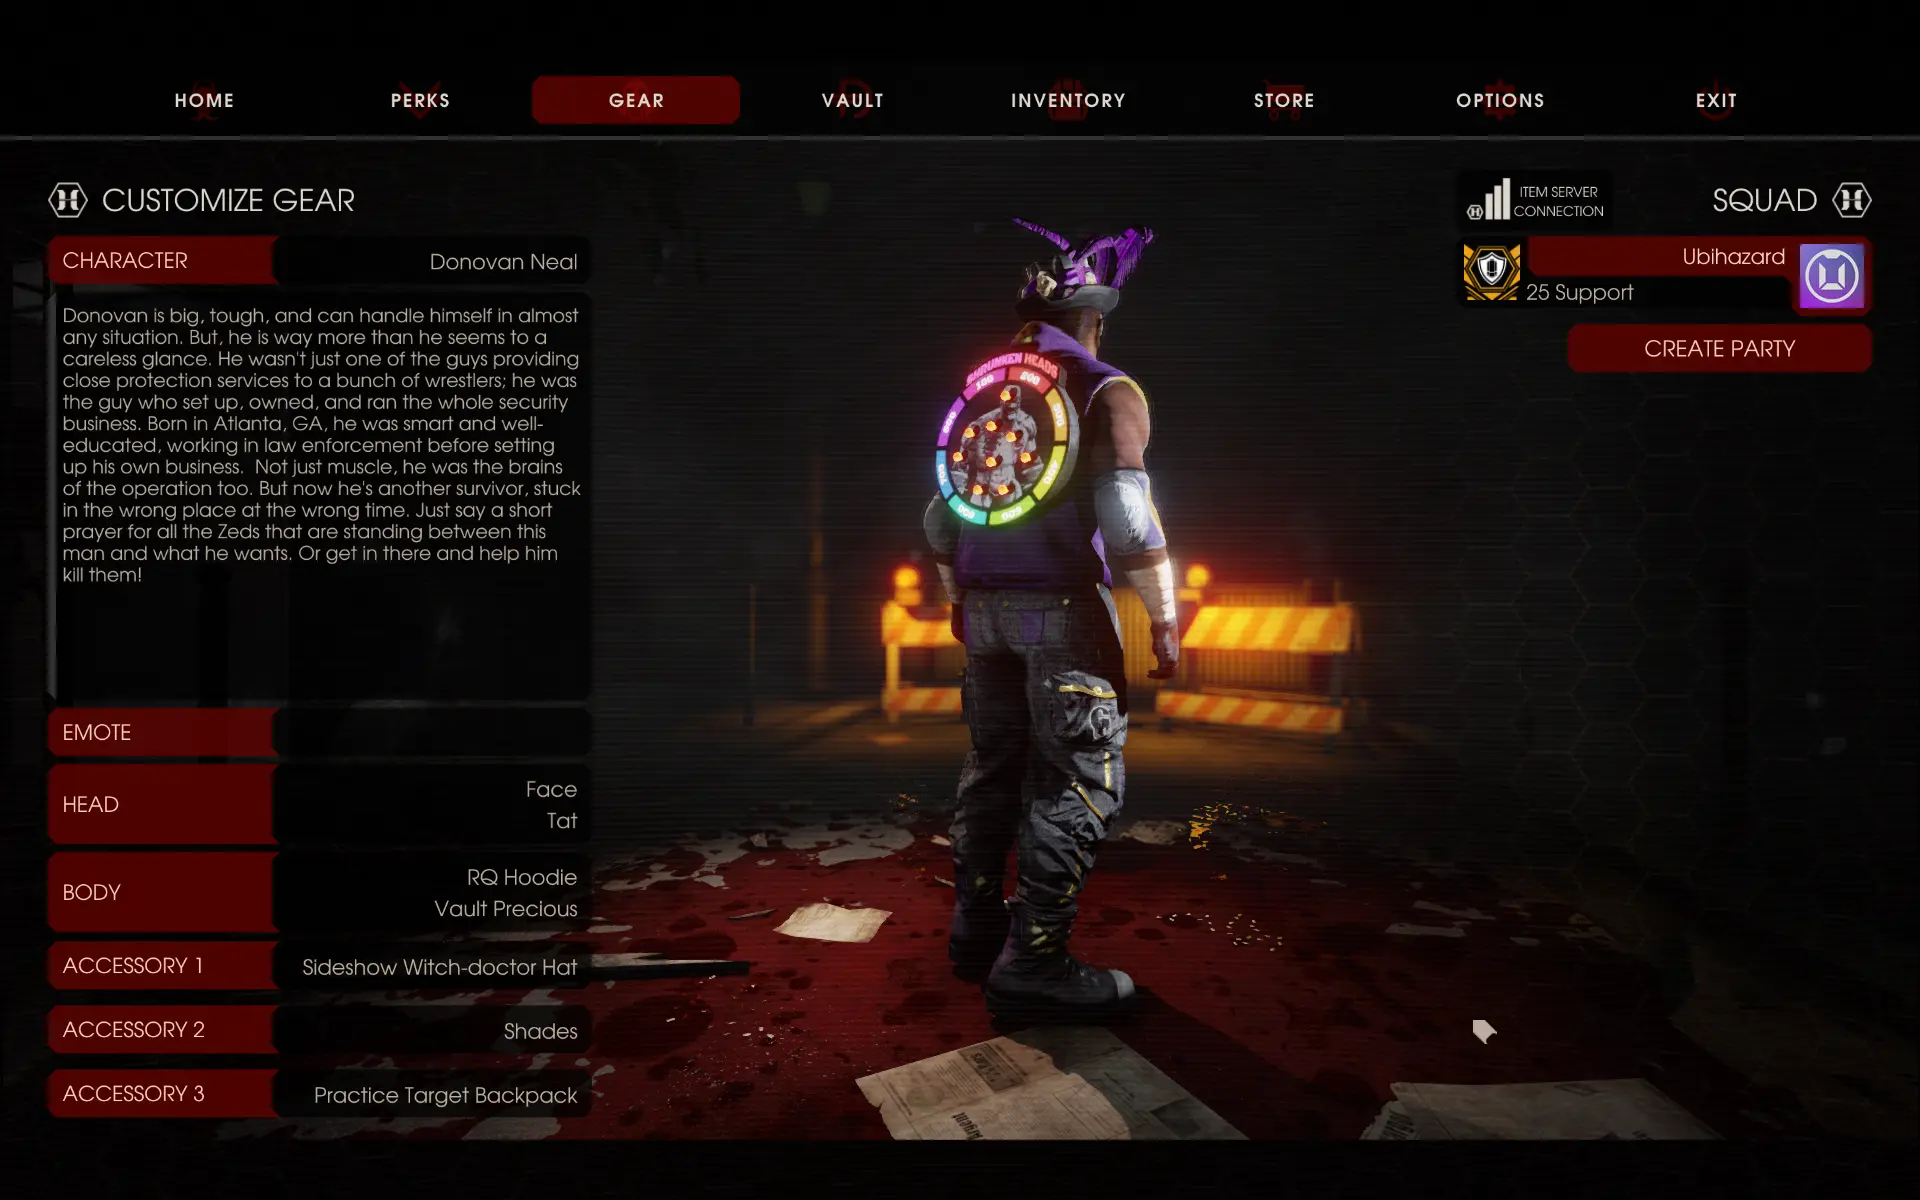 HOME
PERKS
GEAR
VAULT
INVENTORY
STORE
OPTIONS
EXIT
CUSTOMIZE GEAR
CHARACTER
Donovan Neal
Donovan is big, tough, and can handle himself in almost
any situation. But, he is way more than he seems to a
careless glance. He wasn't just one of the guys providing
close protection services to a bunch of wrestlers; he was
the guy who set up, owned, and ran the whole security
business. Born in Atlanta, GA, he was smart and well-
educated, working in law enforcement before setting
up his own business.  Not just muscle, he was the brains
of the operation too. But now he's another survivor, stuck
in the wrong place at the wrong time. Just say a short
prayer for all the Zeds that are standing between this
man and what he wants. Or get in there and help him
kill them!
EMOTE
HEAD
Face
Tat
BODY
RQ Hoodie
Vault Precious
ACCESSORY 1
Sideshow Witch-doctor Hat
ACCESSORY 2
Shades
ACCESSORY 3
Practice Target Backpack
SHRUNKEN HEADS
100
200
G
ITEM SERVER
CONNECTION
SQUAD
Ubihazard
25 Support
CREATE PARTY